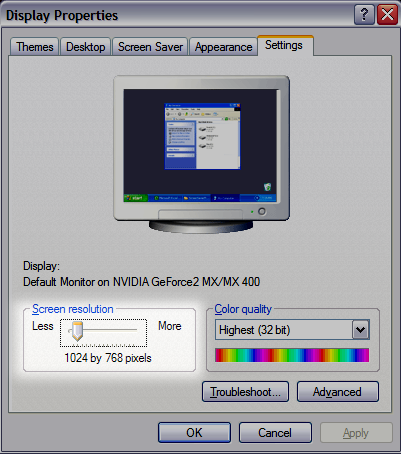 Display Properties
Themes Desktop Screen Saver Appearance Settings
start
Display:
Default Monitor on NVIDIA GeForce2 MX/MX 400
Screen resolution
Less More
1024 by 768 pixels
Color quality
Highest (32 bit)
Troubleshoot... Advanced
OK Cancel Apply